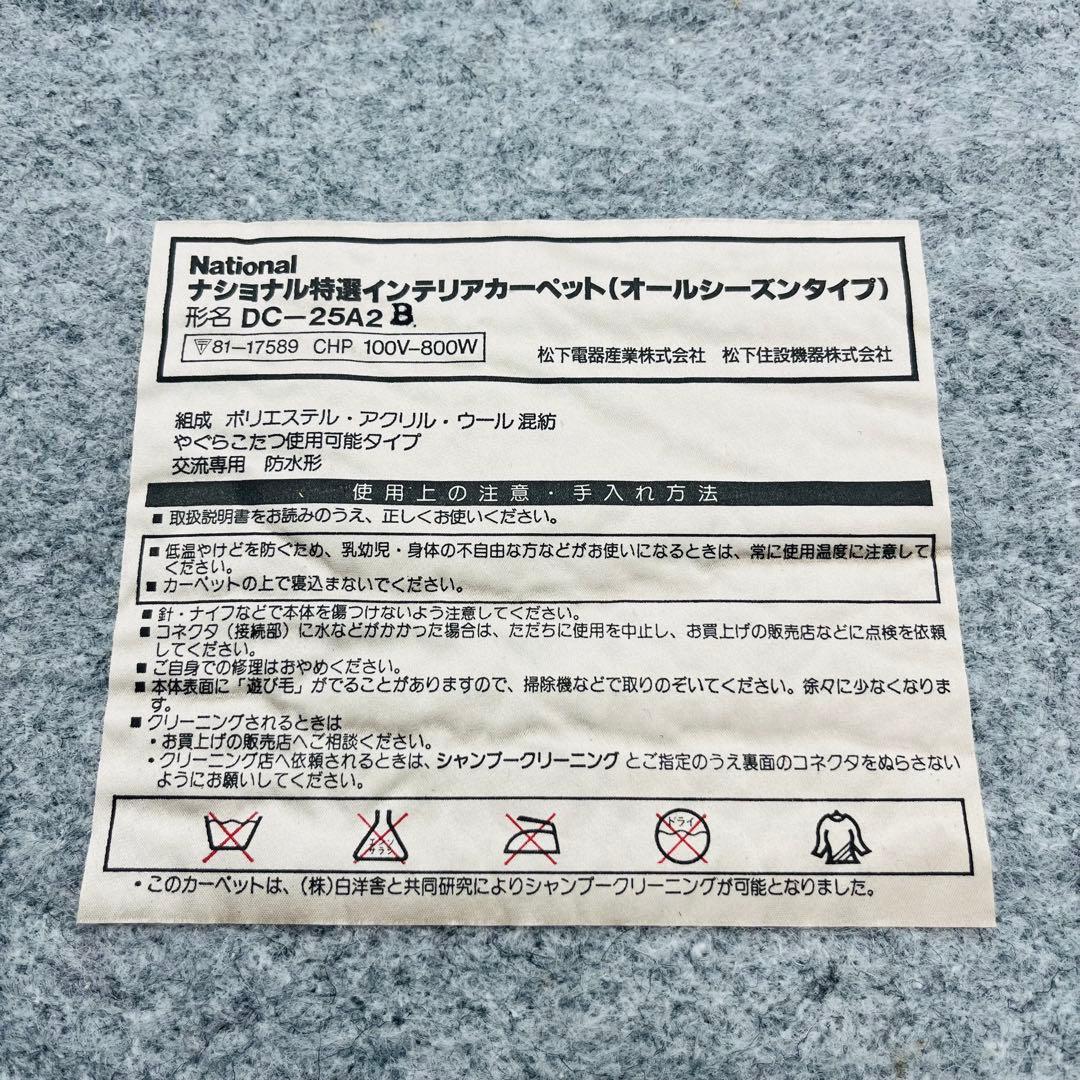 National
ナショナル特選インテリアカーペット(オールシーズンタイプ)
形名 DC-25A2 B.
81-17589 CHP 100V-800W
松下電器産業株式会社 松下住設機器株式会社
組成 ポリエステル・アクリル・ウール混紡
やぐらこたつ使用可能タイプ
交流専用 防水形
使用上の注意・手入れ方法
■ 取扱説明書をお読みのうえ、正しくお使いください。
■ 低温やけどを防ぐため、乳幼児・身体の不自由な方などがお使いになるときは、常に使用温度に注意して
ください。
■ カーペットの上で寝込まないでください。
■ 針・ナイフなどで本体を傷つけないよう注意してください。
■ コネクタ(接続部)に水などがかかった場合は、ただちに使用を中止し、お買上げの販売店などに点検を依頼
してください。
■ ご自身での修理はおやめください。
■ 本体表面に「遊び毛」がでることがありますので、掃除機などで取りのぞいてください。徐々に少なくなりま
す。
■ クリーニングされるときは
・お買上げの販売店へご相談ください。
・クリーニング店へ依頼されるときは、シャンプークリーニング とご指定のうえ裏面のコネクタをぬらさない
ようにお願いしてください。
エンソ
サラシ
ドライ
・このカーペットは、(株)白洋舎と共同研究によりシャンプークリーニングが可能となりました。